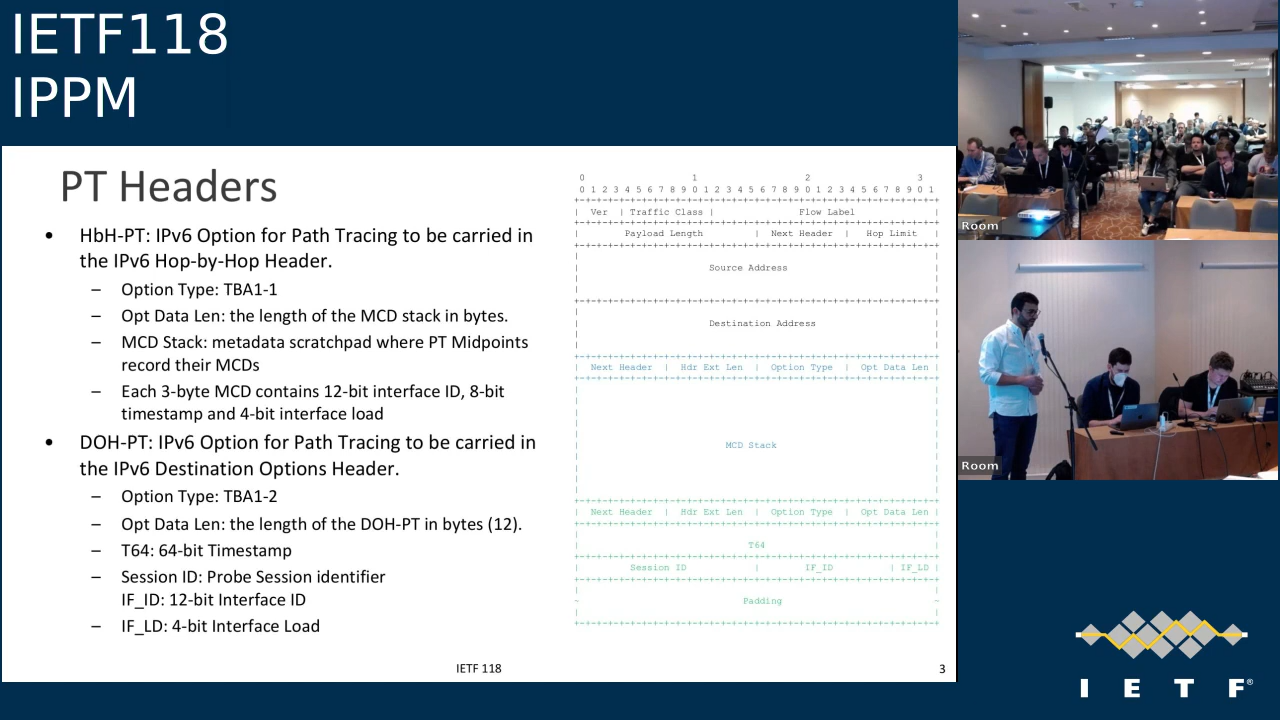 IETF118
IPPM
PT Headers
• HbH-PT: IPv6 Option for Path Tracing to be carried in
the IPv6 Hop-by-Hop Header.
– Option Type: TBA1-1
– Opt Data Len: the length of the MCD stack in bytes.
– MCD Stack: metadata scratchpad where PT Midpoints
record their MCDs
– Each 3-byte MCD contains 12-bit interface ID, 8-bit
timestamp and 4-bit interface load
• DOH-PT: IPv6 Option for Path Tracing to be carried in
the IPv6 Destination Options Header.
– Option Type: TBA1-2
– Opt Data Len: the length of the DOH-PT in bytes (12).
– T64: 64-bit Timestamp
– Session ID: Probe Session identifier
IF_ID: 12-bit Interface ID
– IF_LD: 4-bit Interface Load
0 1 2 3
0 1 2 3 4 5 6 7 8 9 0 1 2 3 4 5 6 7 8 9 0 1 2 3 4 5 6 7 8 9 0 1
| Ver | Traffic Class | Flow Label |
| Payload Length | Next Header | Hop Limit |
Source Address
Destination Address
| Next Header | Hdr Ext Len | Option Type | Opt Data Len |
MCD Stack
| Next Header | Hdr Ext Len | Option Type | Opt Data Len |
T64
| Session ID | IF_ID | IF_LD |
~ Padding ~
IETF 118
3
Room
Room
I E T F®